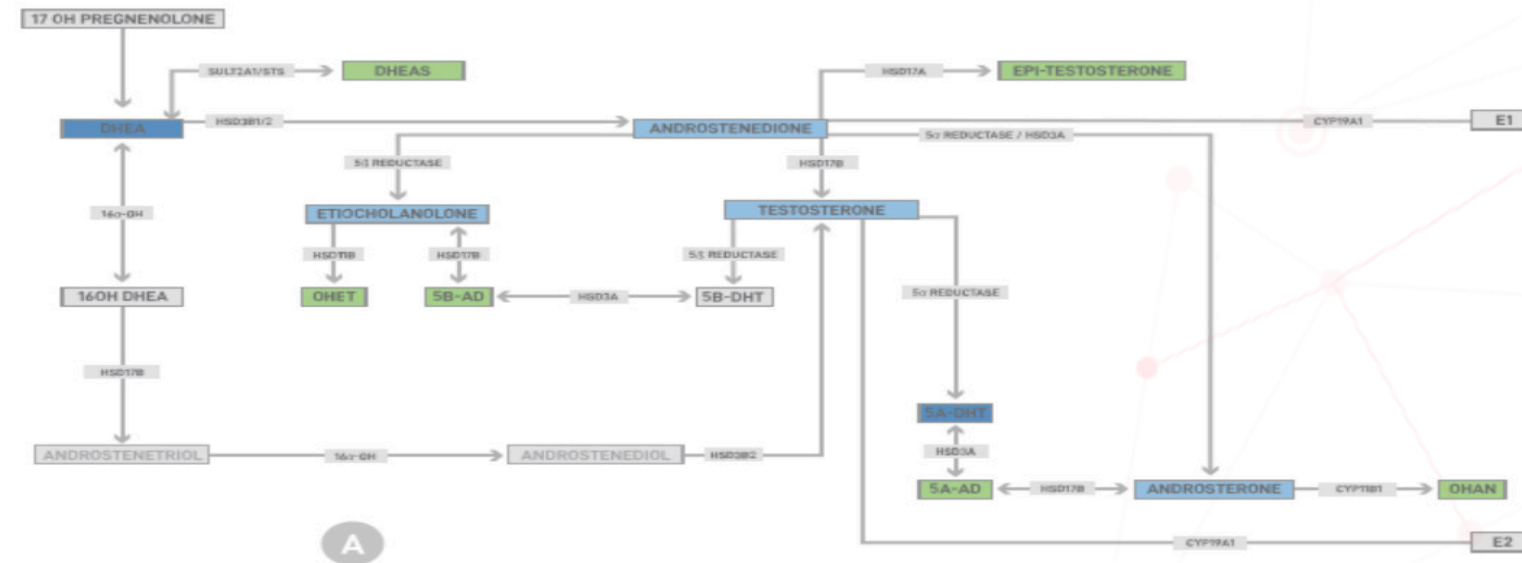 17 OH PREGNENOLONE
SULT2A1/STS
DHEAS
HSD17A
EPI-TESTOSTERONE
DHEA
HSD3B1/2
ANDROSTENEDIONE
CYP19A1
E1
5α REDUCTASE / HSD3A
5β REDUCTASE
HSD17B
16α-OH
ETIOCHOLANOLONE
TESTOSTERONE
HSD11B
HSD17B
5β REDUCTASE
16OH DHEA
OHET
5B-AD
HSD3A
5B-DHT
5α REDUCTASE
HSD17B
5A-DHT
ANDROSTENETRIOL
16α-OH
ANDROSTENEDIOL
HSD3B2
HSD3A
5A-AD
HSD17B
ANDROSTERONE
CYP11B1
OHAN
A
CYP19A1
E2